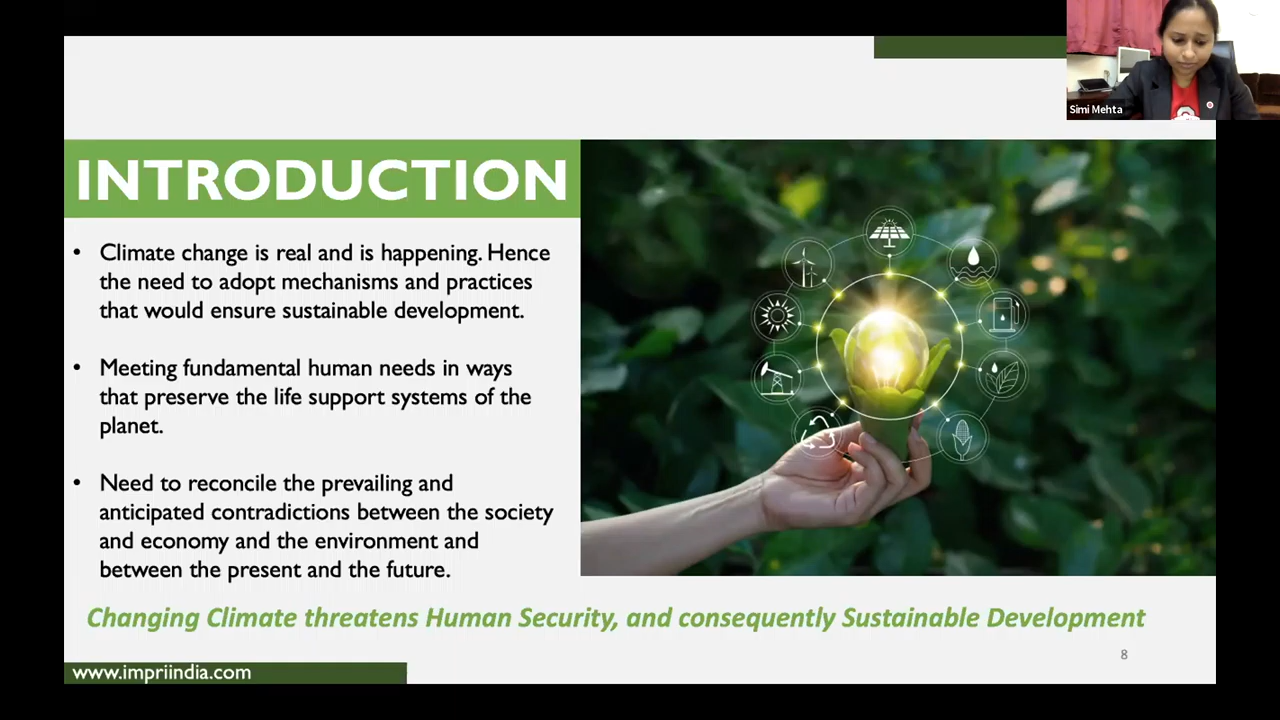 Simi Mehta
INTRODUCTION
• Climate change is real and is happening. Hence
the need to adopt mechanisms and practices
that would ensure sustainable development.
• Meeting fundamental human needs in ways
that preserve the life support systems of the
planet.
• Need to reconcile the prevailing and
anticipated contradictions between the society
and economy and the environment and
between the present and the future.
Changing Climate threatens Human Security, and consequently Sustainable Development
8
www.impriindia.com